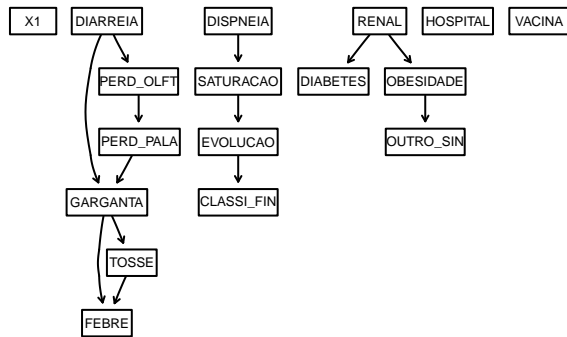 X1 DIARREIA DISPNEIA RENAL HOSPITAL VACINA
PERD_OLFT SATURACAO DIABETES OBESIDADE
PERD_PALA EVOLUCAO OUTRO_SIN
GARGANTA CLASSI_FIN
TOSSE
FEBRE